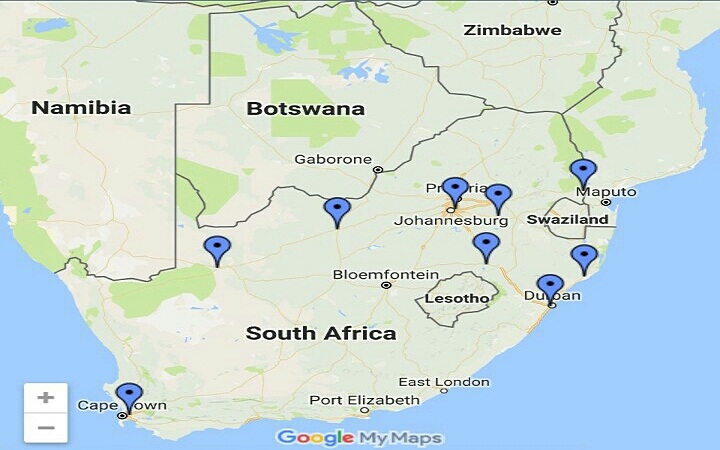 Zimbabwe
Namibia
Botswana
Gaborone
Pretoria
Maputo
Johannesburg
Swaziland
Bloemfontein
Lesotho
Durban
South Africa
East London
Port Elizabeth
Cape Town
+
−
Google My Maps